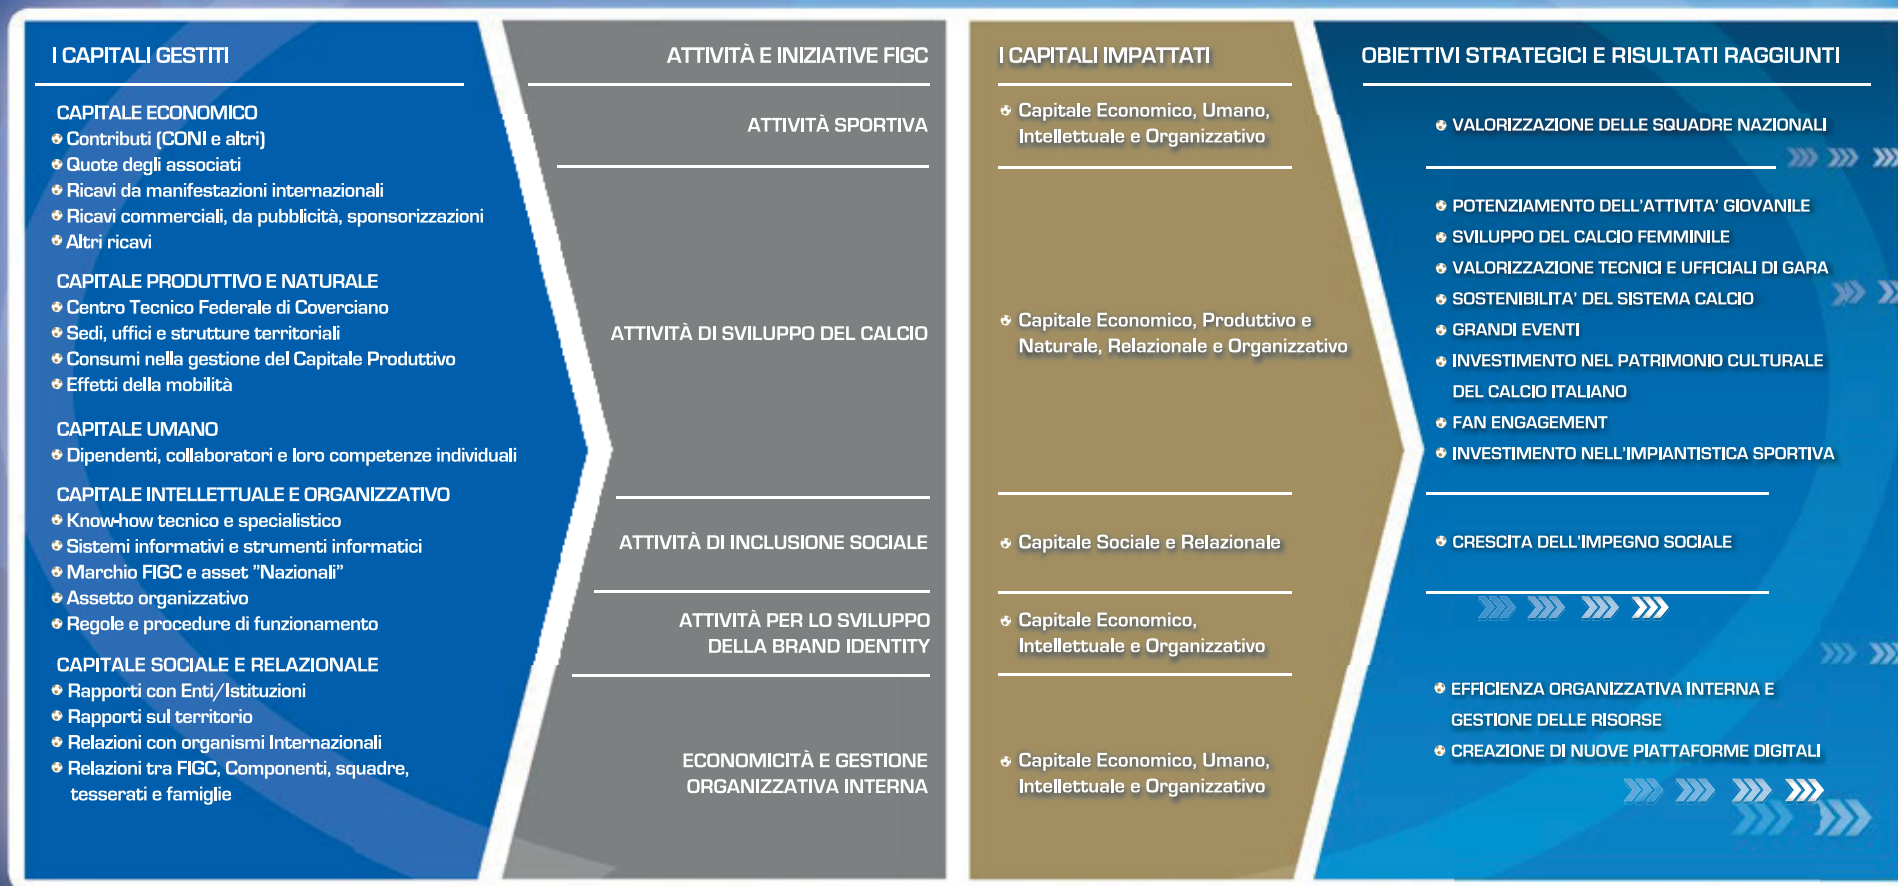 I CAPITALI GESTITI
CAPITALE ECONOMICO
Contributi (CONI e altri)
Quote degli associati
Ricavi da manifestazioni internazionali
Ricavi commerciali, da pubblicità, sponsorizzazioni
Altri ricavi
CAPITALE PRODUTTIVO E NATURALE
Centro Tecnico Federale di Coverciano
Sedi, uffici e strutture territoriali
Consumi nella gestione del Capitale Produttivo
Effetti della mobilità
CAPITALE UMANO
Dipendenti, collaboratori e loro competenze individuali
CAPITALE INTELLETTUALE E ORGANIZZATIVO
Know-how tecnico e specialistico
Sistemi informativi e strumenti informatici
Marchio FIGC e asset "Nazionali"
Assetto organizzativo
Regole e procedure di funzionamento
CAPITALE SOCIALE E RELAZIONALE
Rapporti con Enti/Istituzioni
Rapporti sul territorio
Relazioni con organismi Internazionali
Relazioni tra FIGC, Componenti, squadre,
tesserati e famiglie
ATTIVITÀ E INIZIATIVE FIGC
ATTIVITÀ SPORTIVA
ATTIVITÀ DI SVILUPPO DEL CALCIO
ATTIVITÀ DI INCLUSIONE SOCIALE
ATTIVITÀ PER LO SVILUPPO
DELLA BRAND IDENTITY
ECONOMICITÀ E GESTIONE
ORGANIZZATIVA INTERNA
I CAPITALI IMPATTATI
Capitale Economico, Umano,
Intellettuale e Organizzativo
Capitale Economico, Produttivo e
Naturale, Relazionale e Organizzativo
Capitale Sociale e Relazionale
Capitale Economico,
Intellettuale e Organizzativo
Capitale Economico, Umano,
Intellettuale e Organizzativo
OBIETTIVI STRATEGICI E RISULTATI RAGGIUNTI
VALORIZZAZIONE DELLE SQUADRE NAZIONALI
POTENZIAMENTO DELL'ATTIVITA' GIOVANILE
SVILUPPO DEL CALCIO FEMMINILE
VALORIZZAZIONE TECNICI E UFFICIALI DI GARA
SOSTENIBILITA' DEL SISTEMA CALCIO
GRANDI EVENTI
INVESTIMENTO NEL PATRIMONIO CULTURALE
DEL CALCIO ITALIANO
FAN ENGAGEMENT
INVESTIMENTO NELL'IMPIANTISTICA SPORTIVA
CRESCITA DELL'IMPEGNO SOCIALE
EFFICIENZA ORGANIZZATIVA INTERNA E
GESTIONE DELLE RISORSE
CREAZIONE DI NUOVE PIATTAFORME DIGITALI